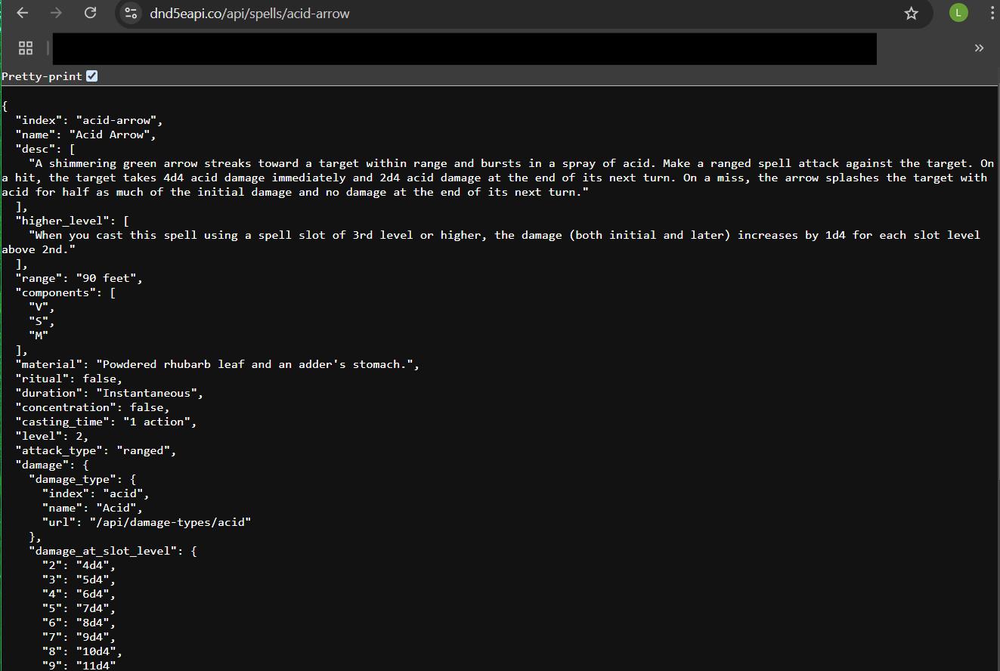 dnd5eapi.co/api/spells/acid-arrow
L
Pretty-print
{
"index": "acid-arrow",
"name": "Acid Arrow",
"desc": [
"A shimmering green arrow streaks toward a target within range and bursts in a spray of acid. Make a ranged spell attack against the target. On
a hit, the target takes 4d4 acid damage immediately and 2d4 acid damage at the end of its next turn. On a miss, the arrow splashes the target with
acid for half as much of the initial damage and no damage at the end of its next turn."
],
"higher_level": [
"When you cast this spell using a spell slot of 3rd level or higher, the damage (both initial and later) increases by 1d4 for each slot level
above 2nd."
],
"range": "90 feet",
"components": [
"V",
"S",
"M"
],
"material": "Powdered rhubarb leaf and an adder's stomach.",
"ritual": false,
"duration": "Instantaneous",
"concentration": false,
"casting_time": "1 action",
"level": 2,
"attack_type": "ranged",
"damage": {
"damage_type": {
"index": "acid",
"name": "Acid",
"url": "/api/damage-types/acid"
},
"damage_at_slot_level": {
"2": "4d4",
"3": "5d4",
"4": "6d4",
"5": "7d4",
"6": "8d4",
"7": "9d4",
"8": "10d4",
"9": "11d4"